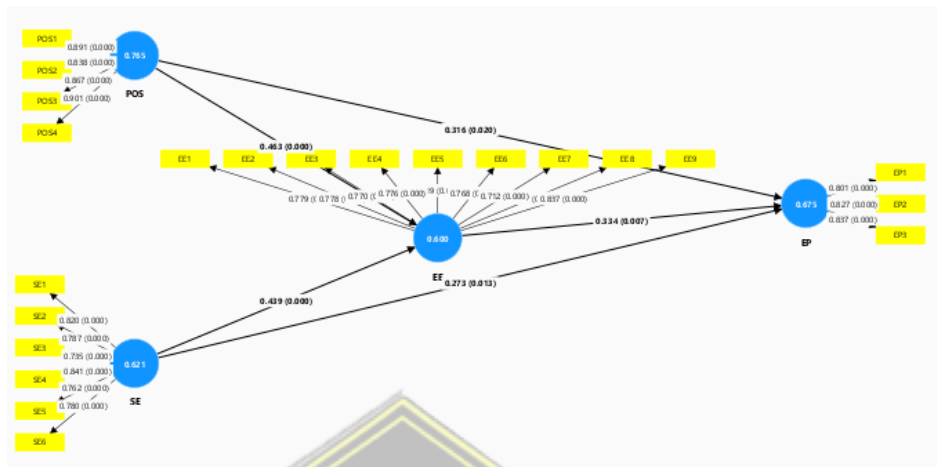 POS1
0.891 (0.000)
0.838 (0.000)
POS2
0.867 (0.000)
POS3
0.901 (0.000)
POS4
0.765
POS
0.316 (0.020)
0.463 (0.000)
EE1
EE2
EE3
EE4
EE5
EE6
EE7
EE8
EE9
0.779
0.778
0.770
0.776 (0.000)
0.768
0.712 (0.000)
0.837 (0.000)
0.600
EE
0.334 (0.007)
0.273 (0.013)
0.439 (0.000)
EP1
0.801 (0.000)
EP2
0.827 (0.000)
0.837 (0.000)
EP3
0.675
EP
SE1
SE2
0.820 (0.000)
0.787 (0.000)
SE3
0.735 (0.000)
SE4
0.841 (0.000)
0.762 (0.000)
SE5
0.780 (0.000)
SE6
0.621
SE